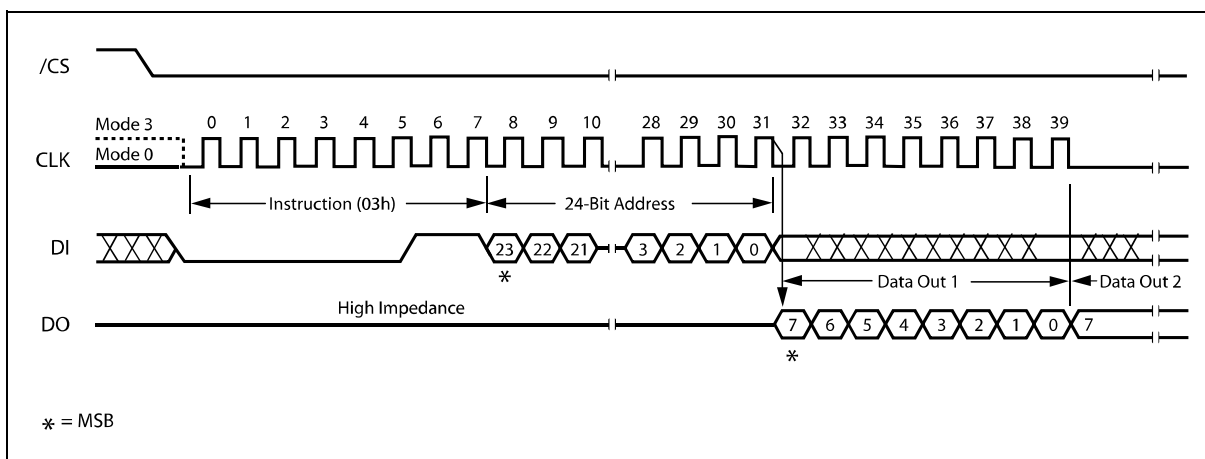 /CS
Mode 3
Mode 0
CLK
0 1 2 3 4 5 6 7 8 9 10 28 29 30 31 32 33 34 35 36 37 38 39
Instruction (03h) 24-Bit Address
DI
23 22 21 3 2 1 0
*
Data Out 1 Data Out 2
High Impedance
DO
7 6 5 4 3 2 1 0 7
*
* = MSB